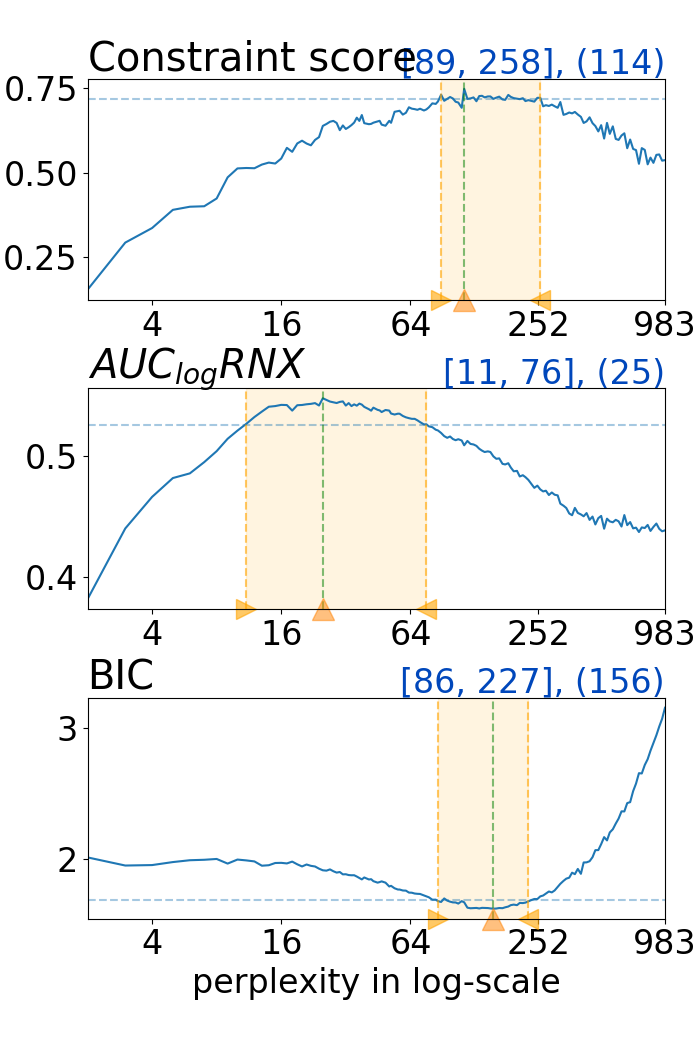 Constraint score [89, 258], (114)
0.75
0.50
0.25
4 16 64 252 983
AUC_logRNX [11, 76], (25)
0.5
0.4
4 16 64 252 983
BIC [86, 227], (156)
3
2
4 16 64 252 983
perplexity in log-scale